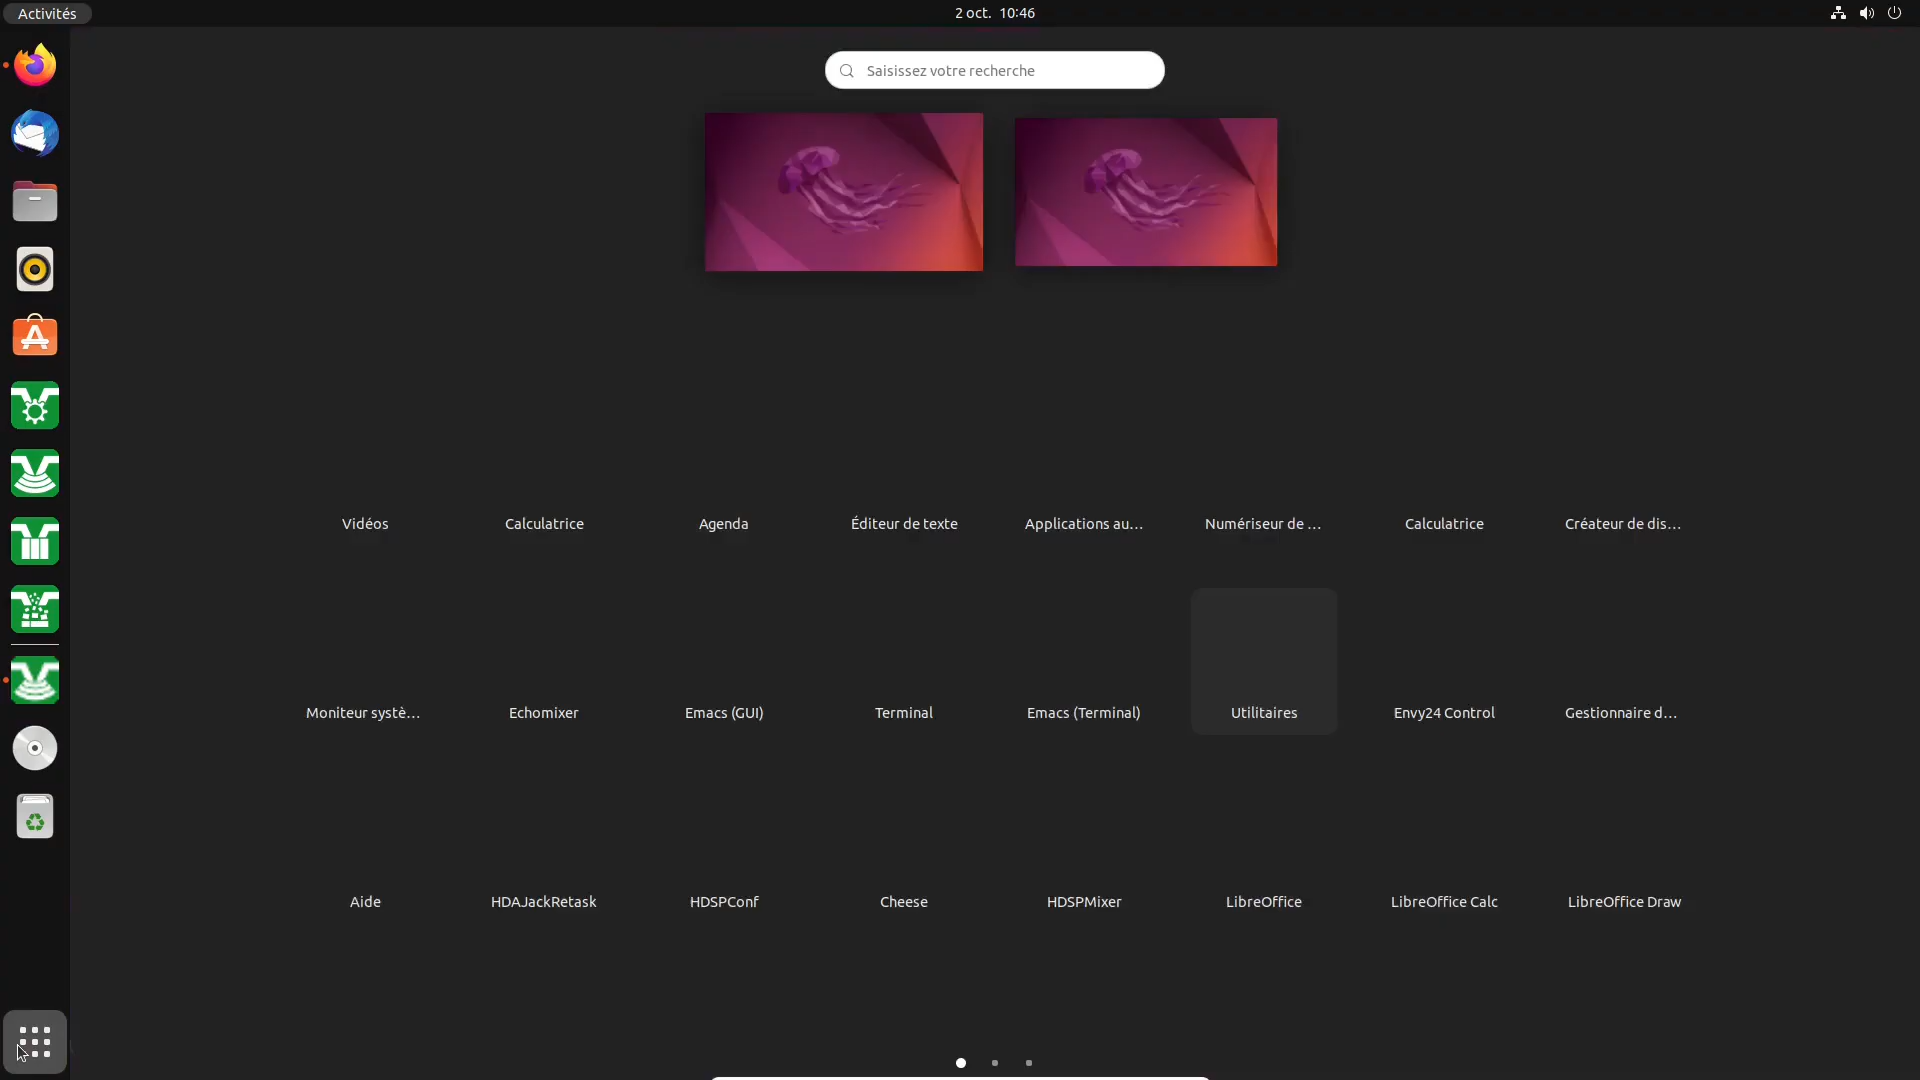 Activités
2 oct. 10:46
Saisissez votre recherche
Vidéos
Calculatrice
Agenda
Éditeur de texte
Applications au...
Numériseur de ...
Calculatrice
Créateur de dis...
Moniteur systè...
Echomixer
Emacs (GUI)
Terminal
Emacs (Terminal)
Utilitaires
Envy24 Control
Gestionnaire d...
Aide
HDAJackRetask
HDSPConf
Cheese
HDSPMixer
LibreOffice
LibreOffice Calc
LibreOffice Draw